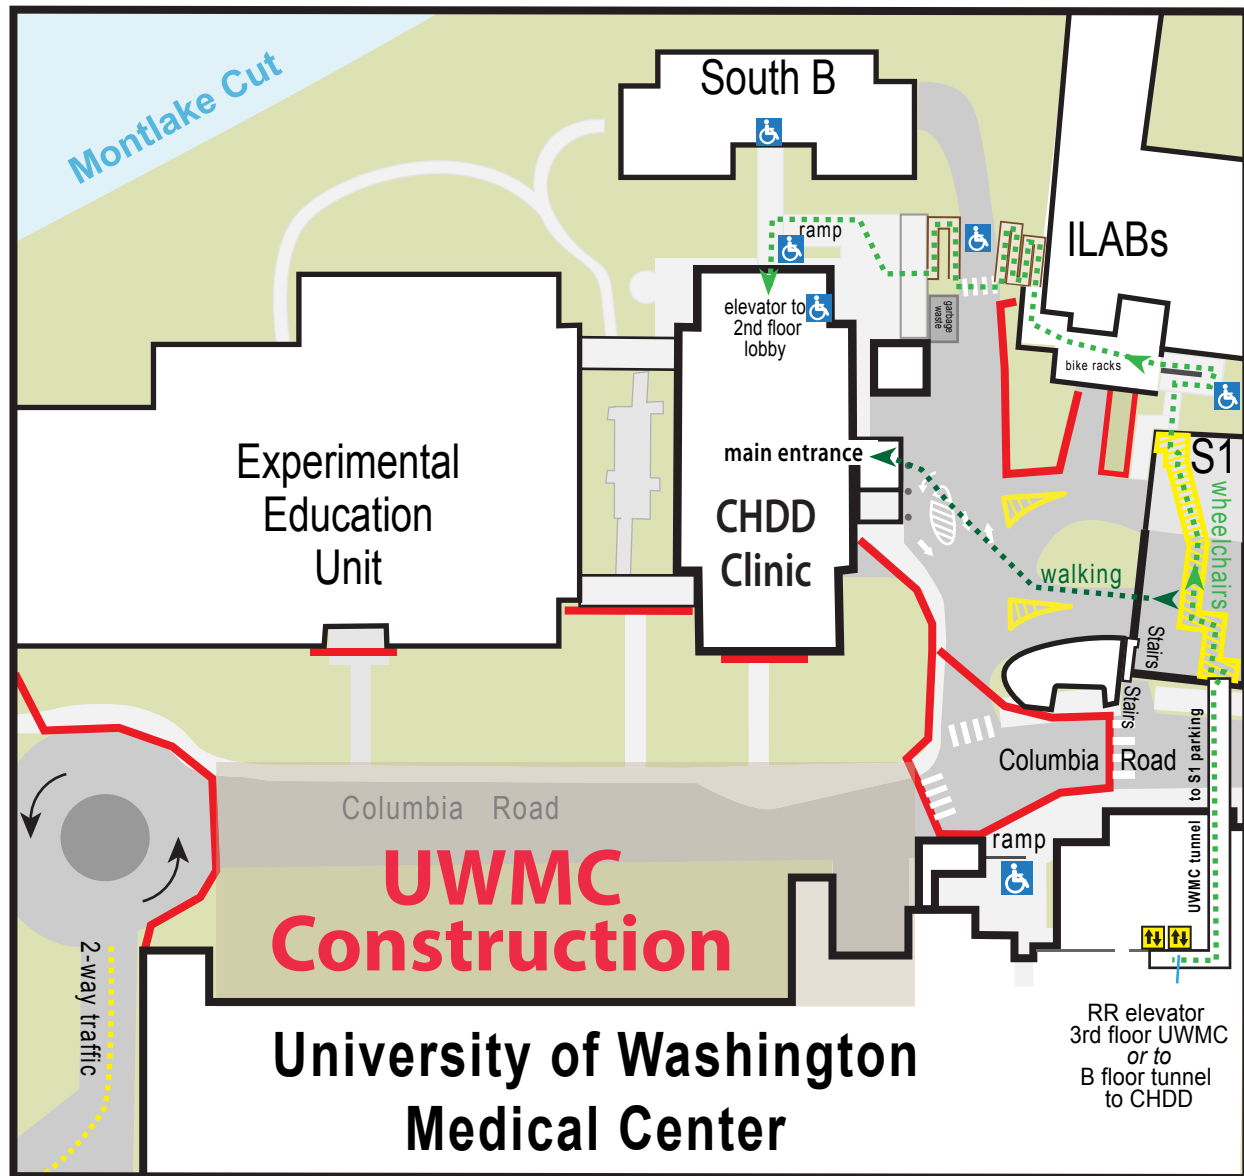 Montlake Cut
South B
ramp
ILABs
elevator to
2nd floor
lobby
garbage
waste
bike racks
S1
main entrance
Experimental
Education
Unit
CHDD
Clinic
wheelchairs
walking
Stairs
Stairs
Columbia Road
to S1 parking
UWMC tunnel
Columbia Road
ramp
UWMC
Construction
2-way traffic
RR elevator
3rd floor UWMC
or to
B floor tunnel
to CHDD
University of Washington
Medical Center